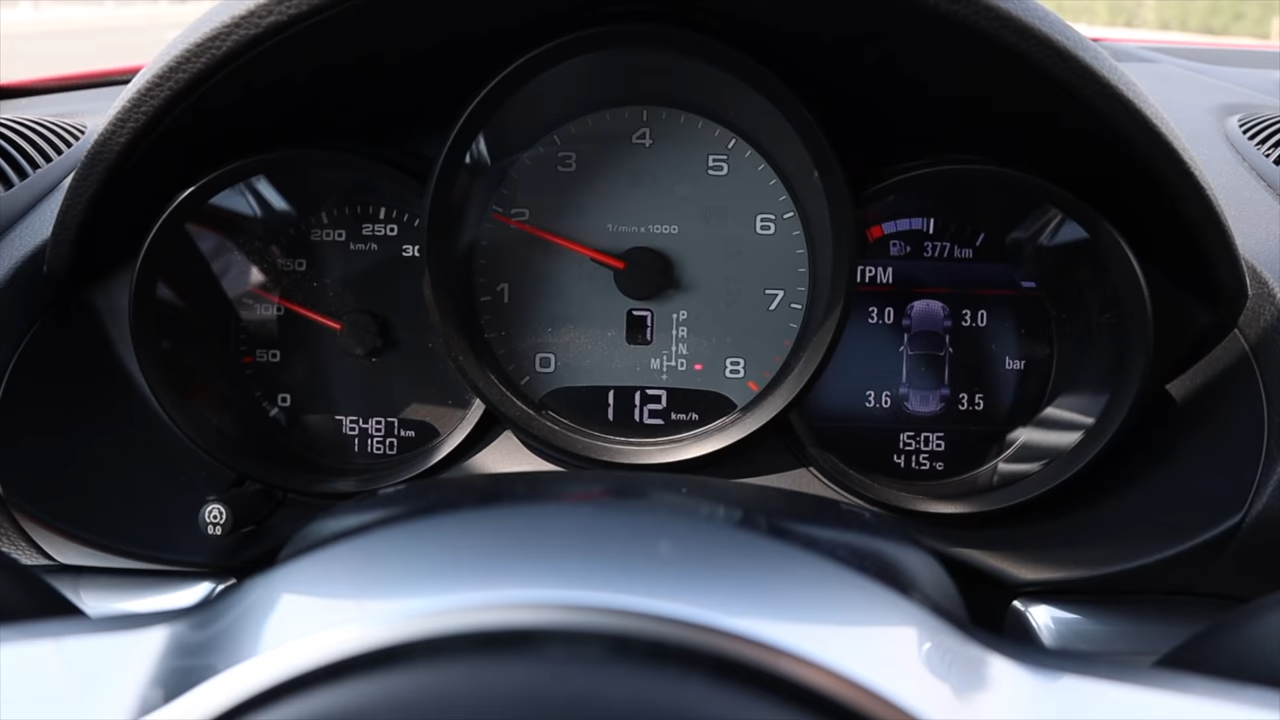 0
50
100
150
200
250
30
km/h
76487 km
1160
0.0
0
1
2
3
4
5
6
7
8
1/min x 1000
7
P
R
N
M D
- +
112 km/h
377 km
TPM
3.0 3.0
bar
3.6 3.5
15:06
41.5°C